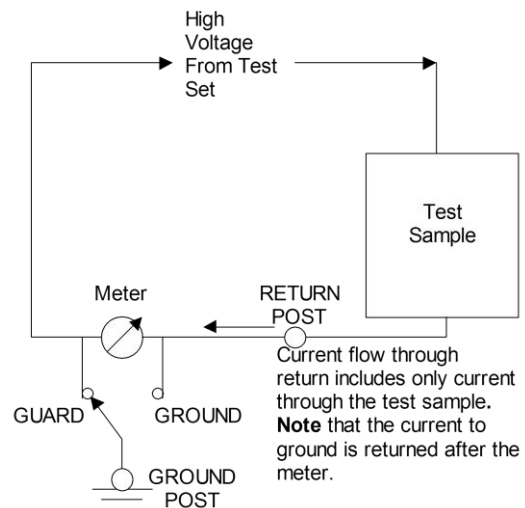 High
Voltage
From Test
Set
Test
Sample
Meter
RETURN
POST
Current flow through
return includes only current
through the test sample.
Note that the current to
ground is returned after the
meter.
GUARD
GROUND
GROUND
POST